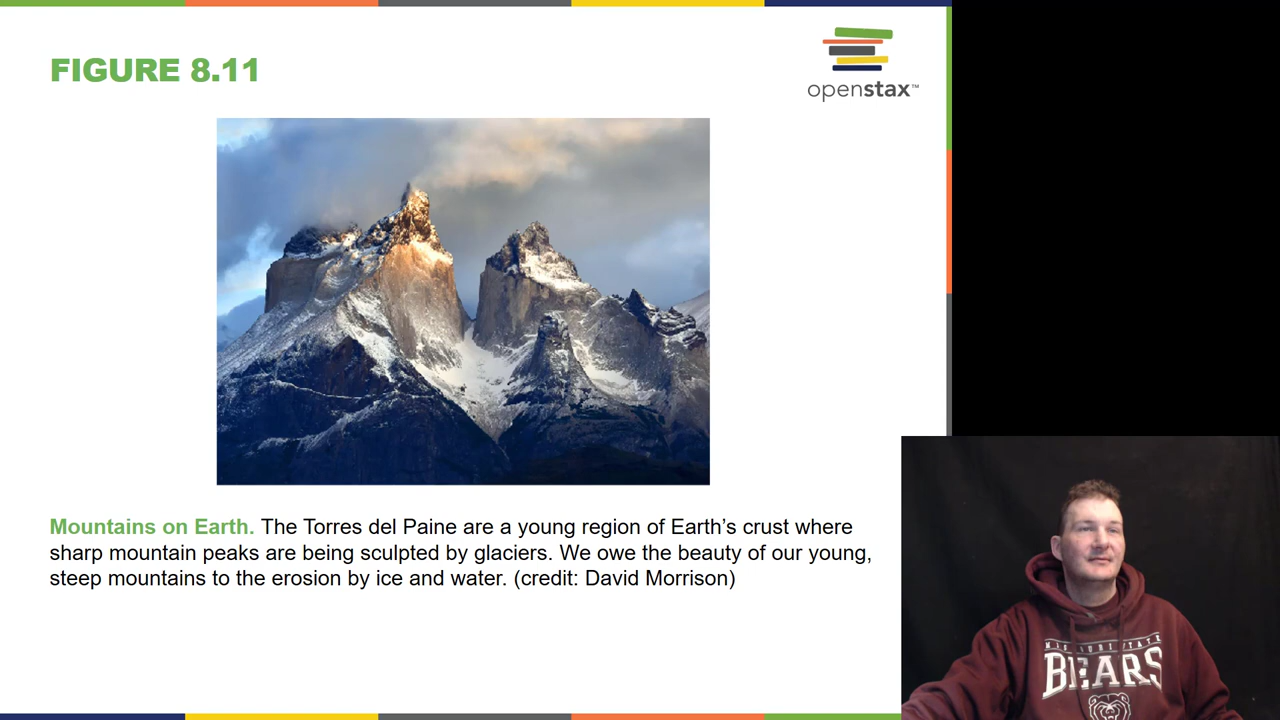 FIGURE 8.11
openstax™
Mountains on Earth. The Torres del Paine are a young region of Earth’s crust where
sharp mountain peaks are being sculpted by glaciers. We owe the beauty of our young,
steep mountains to the erosion by ice and water. (credit: David Morrison)
MISSOURI STATE
BEARS